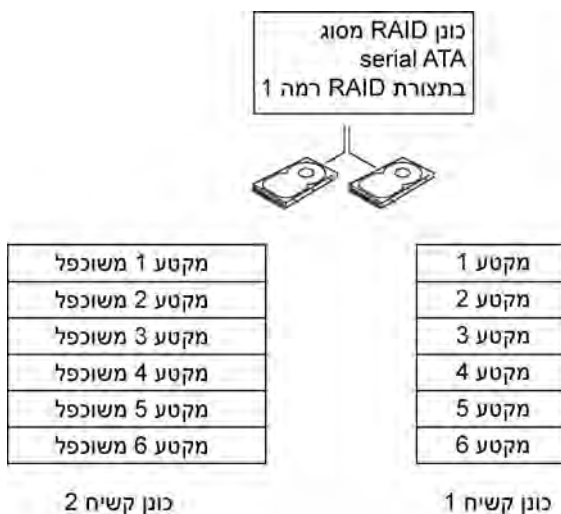 כונן RAID מסוג
serial ATA
בתצורת RAID רמה 1
מקטע 1
מקטע 1 משוכפל
מקטע 2
מקטע 2 משוכפל
מקטע 3
מקטע 3 משוכפל
מקטע 4
מקטע 4 משוכפל
מקטע 5
מקטע 5 משוכפל
מקטע 6
מקטע 6 משוכפל
כונן קשיח 1
כונן קשיח 2